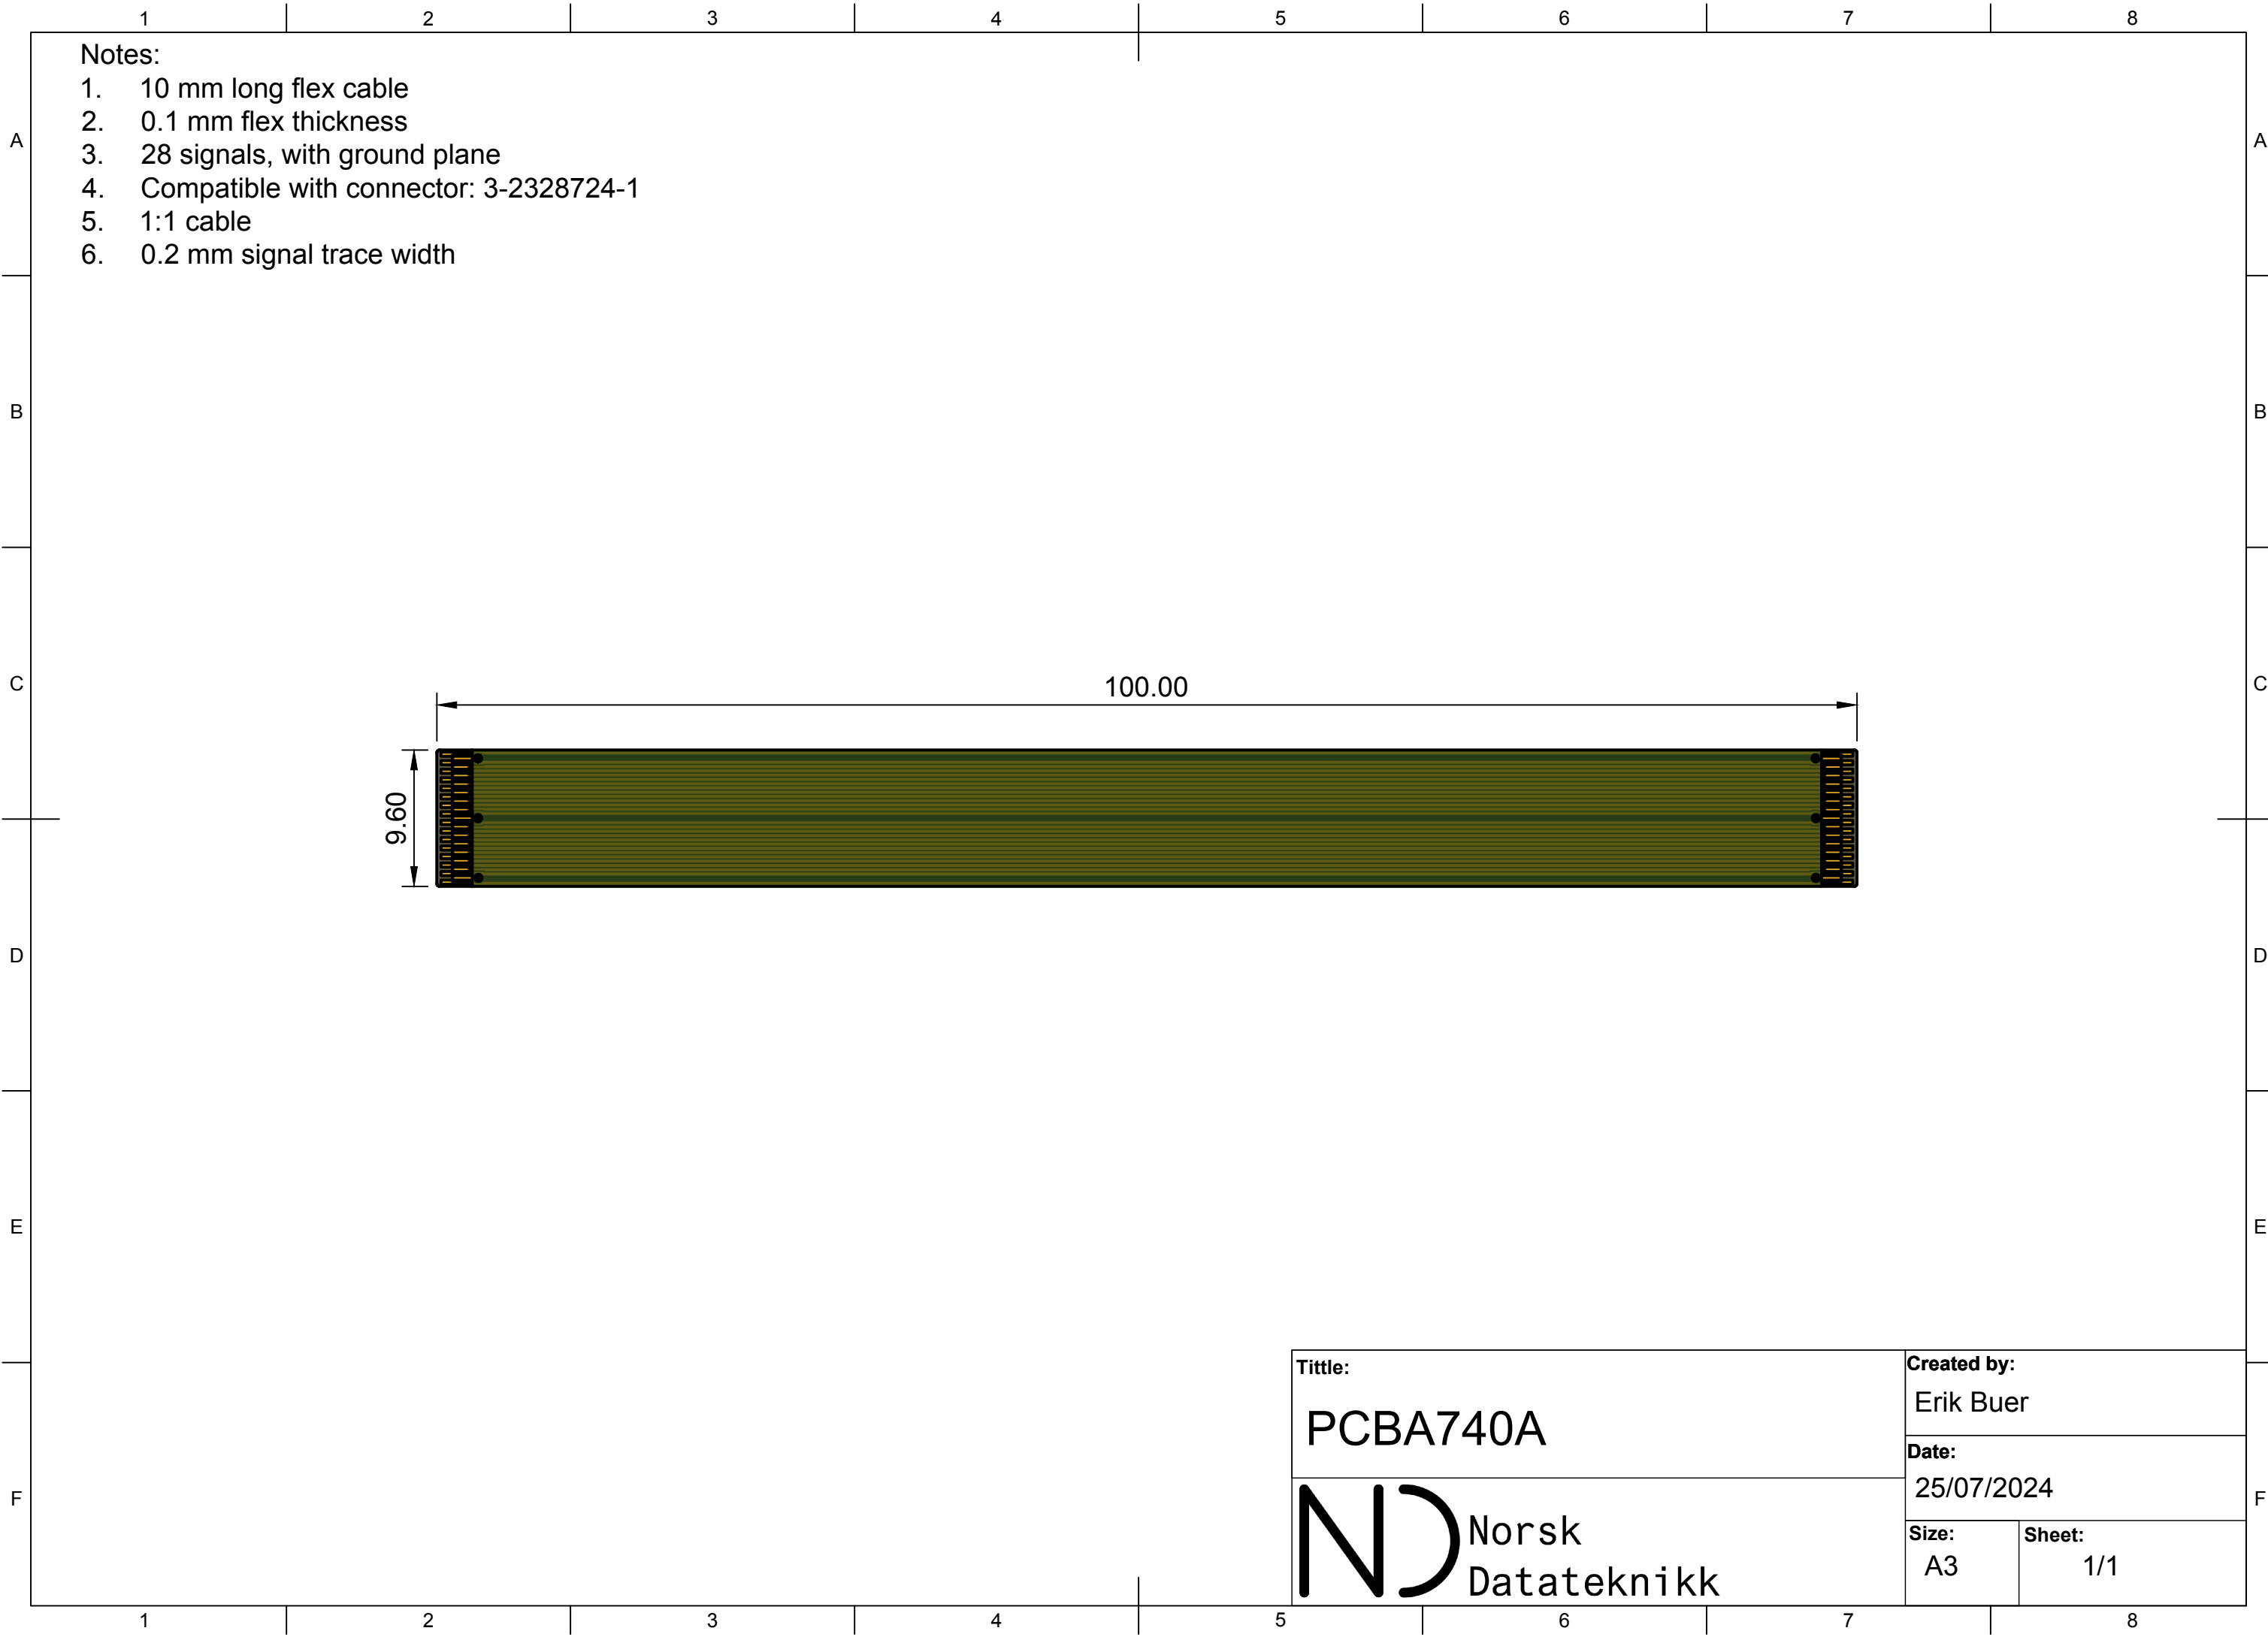 1 2 3 4 5 6 7 8
Notes:
1. 10 mm long flex cable
2. 0.1 mm flex thickness
3. 28 signals, with ground plane
4. Compatible with connector: 3-2328724-1
5. 1:1 cable
6. 0.2 mm signal trace width
A A
B B
C C
100.00
9.60
D D
E E
Tittle:
PCBA740A
Created by:
Erik Buer
Date:
25/07/2024
F F
Norsk
Datateknikk
Size:
A3
Sheet:
1/1
1 2 3 4 5 6 7 8